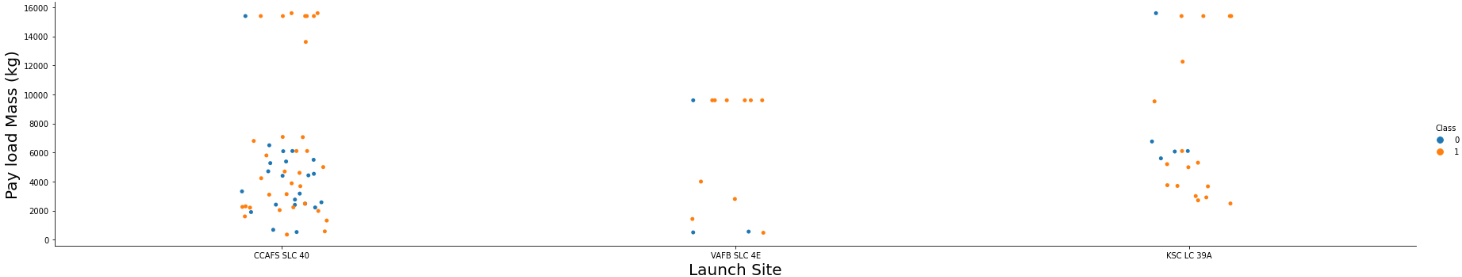 16000
14000
12000
10000
8000
6000
4000
2000
0
Pay load Mass (kg)
CCAFS SLC 40
VAFB SLC 4E
KSC LC 39A
Launch Site
Class
0
1